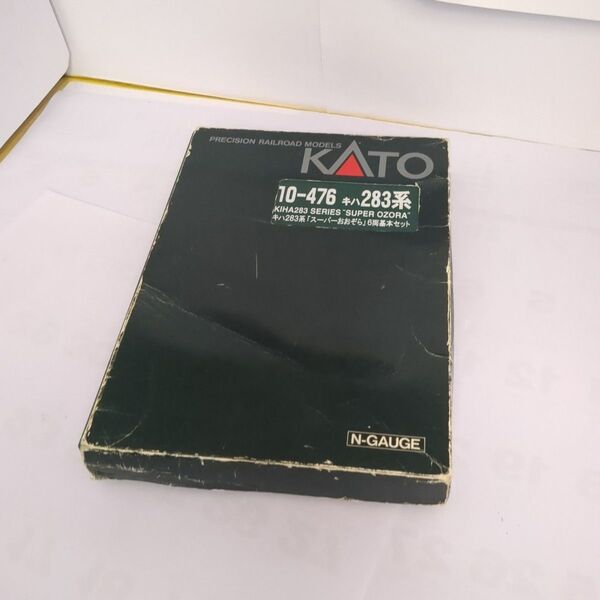 PRECISION RAILROAD MODELS
KATO
10-476 キハ283系
KIHA283 SERIES "SUPER OZORA"
キハ283系「スーパーおおぞら」6両基本セット
N-GAUGE